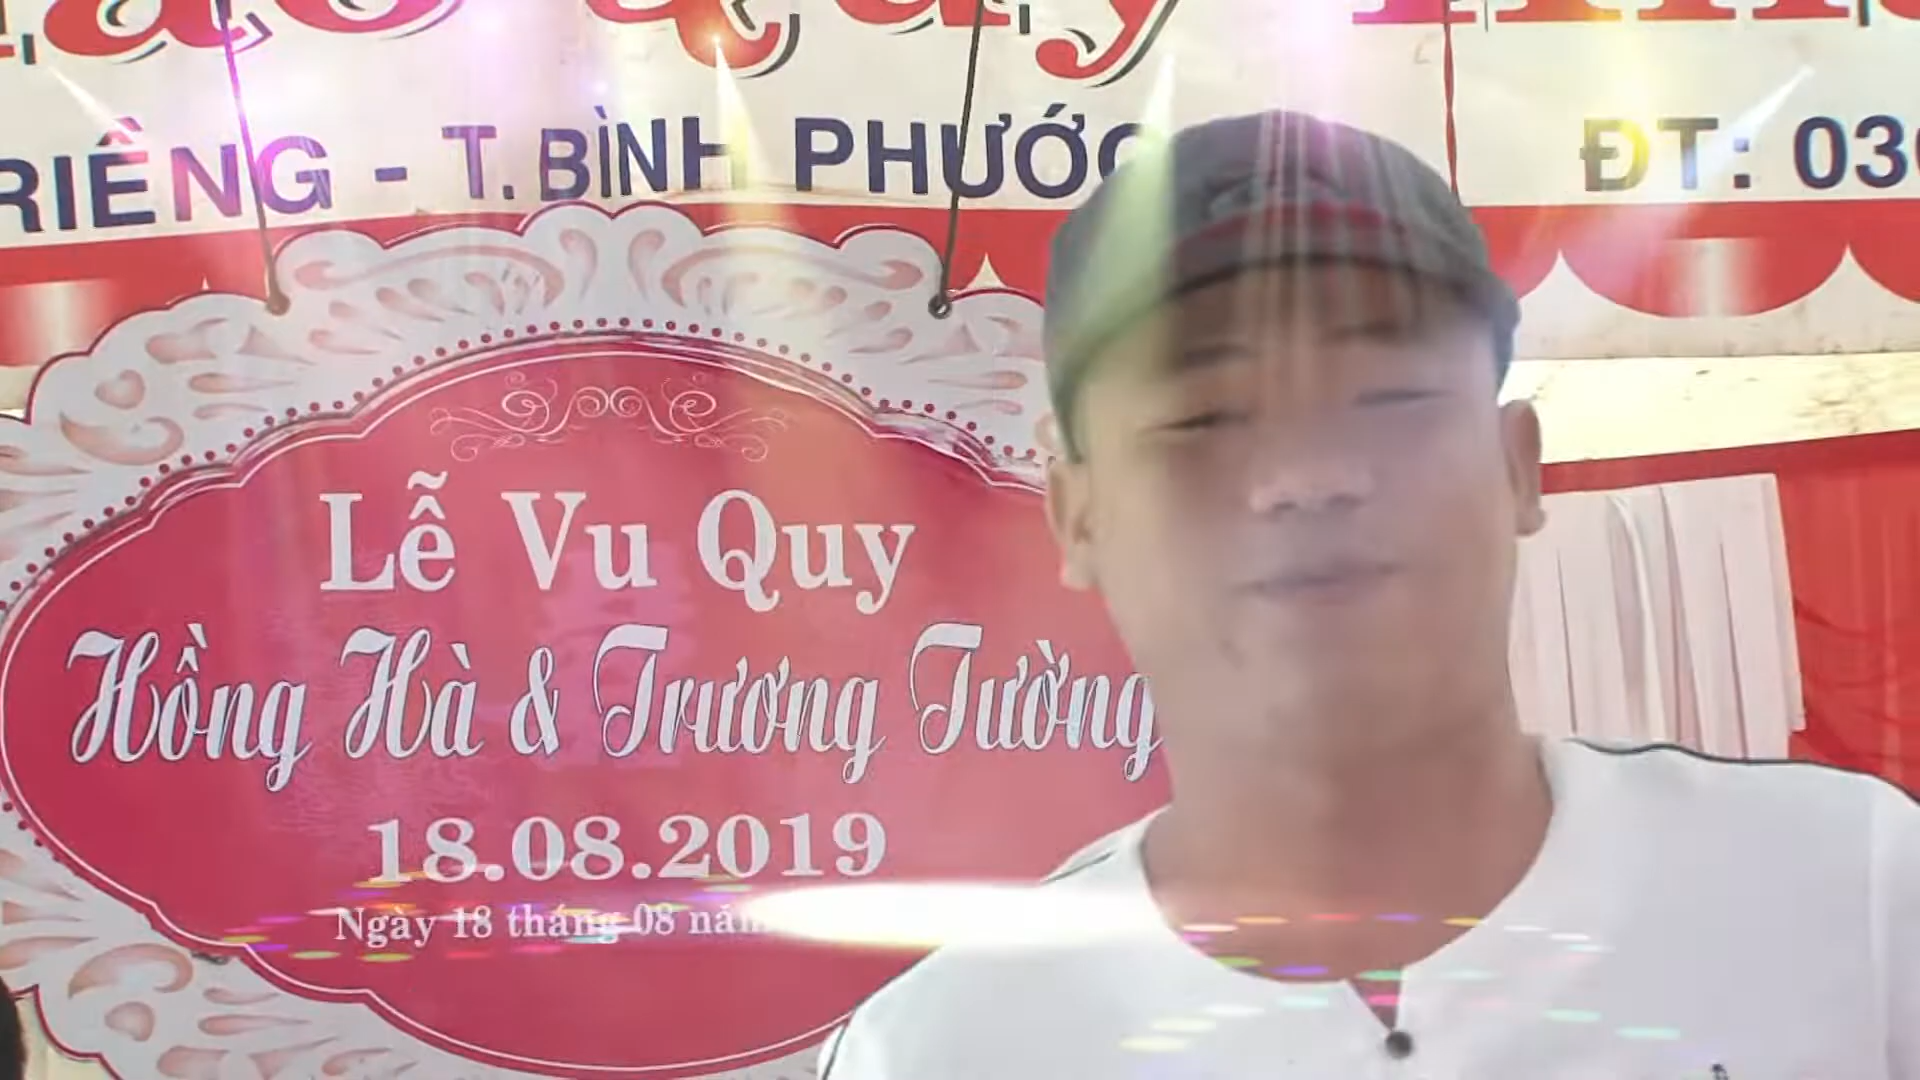 RIỀNG - T. BÌNH PHƯỚC ĐT: 03
Lễ Vu Quy
Hồng Hà & Trương Tường
18.08.2019
Ngày 18 tháng 08 năm